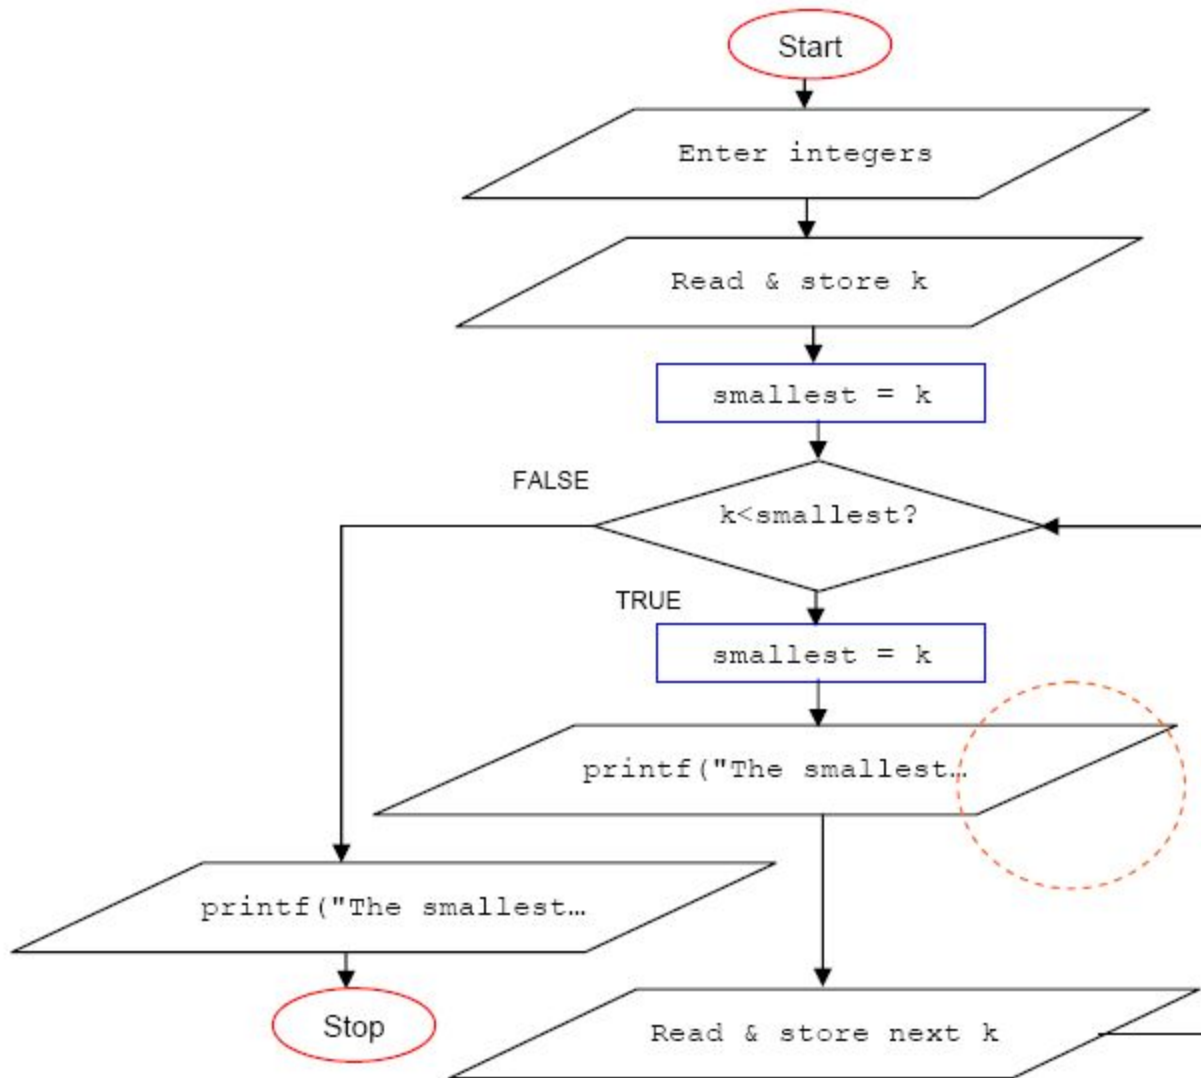 Start
Enter integers
Read & store k
smallest = k
FALSE
k<smallest?
TRUE
smallest = k
printf("The smallest…
printf("The smallest…
Stop
Read & store next k